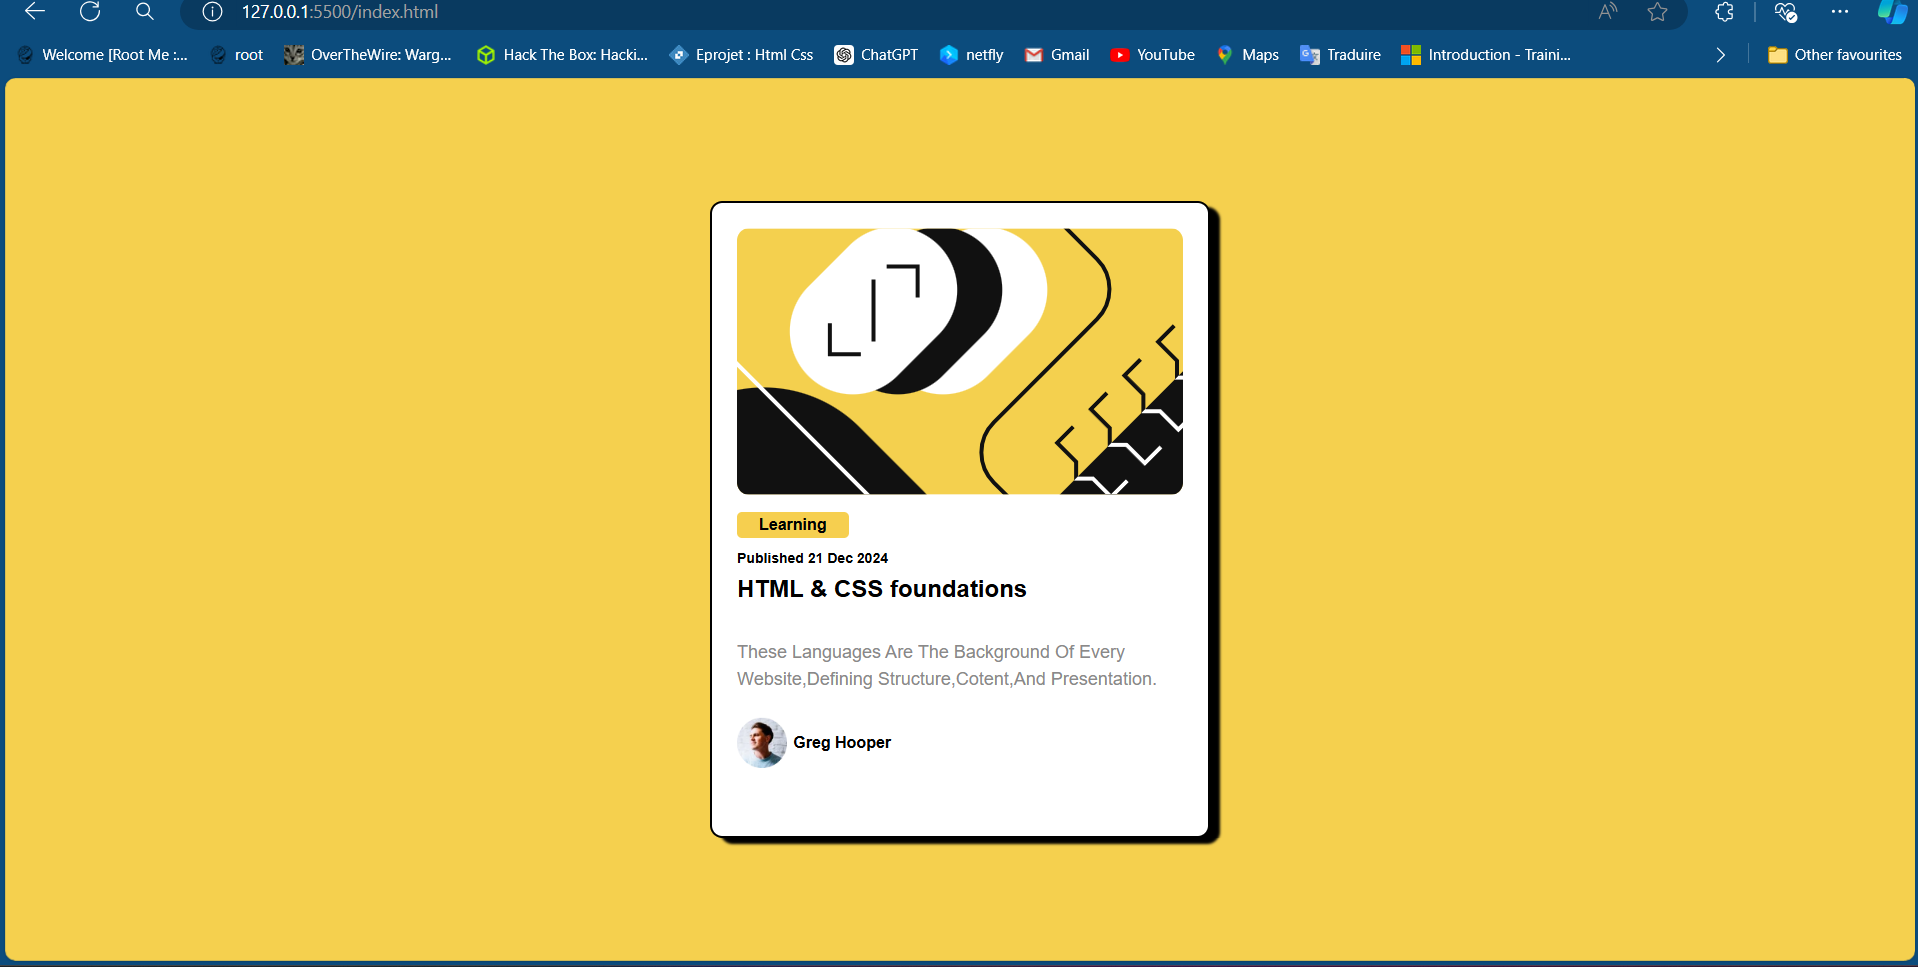 127.0.0.1:5500/index.html
Welcome [Root Me :... root OverTheWire: Warg... Hack The Box: Hacki... Eprojet : Html Css ChatGPT netfly Gmail YouTube Maps Traduire Introduction - Traini... Other favourites
Learning
Published 21 Dec 2024
HTML & CSS foundations
These Languages Are The Background Of Every
Website,Defining Structure,Cotent,And Presentation.
Greg Hooper